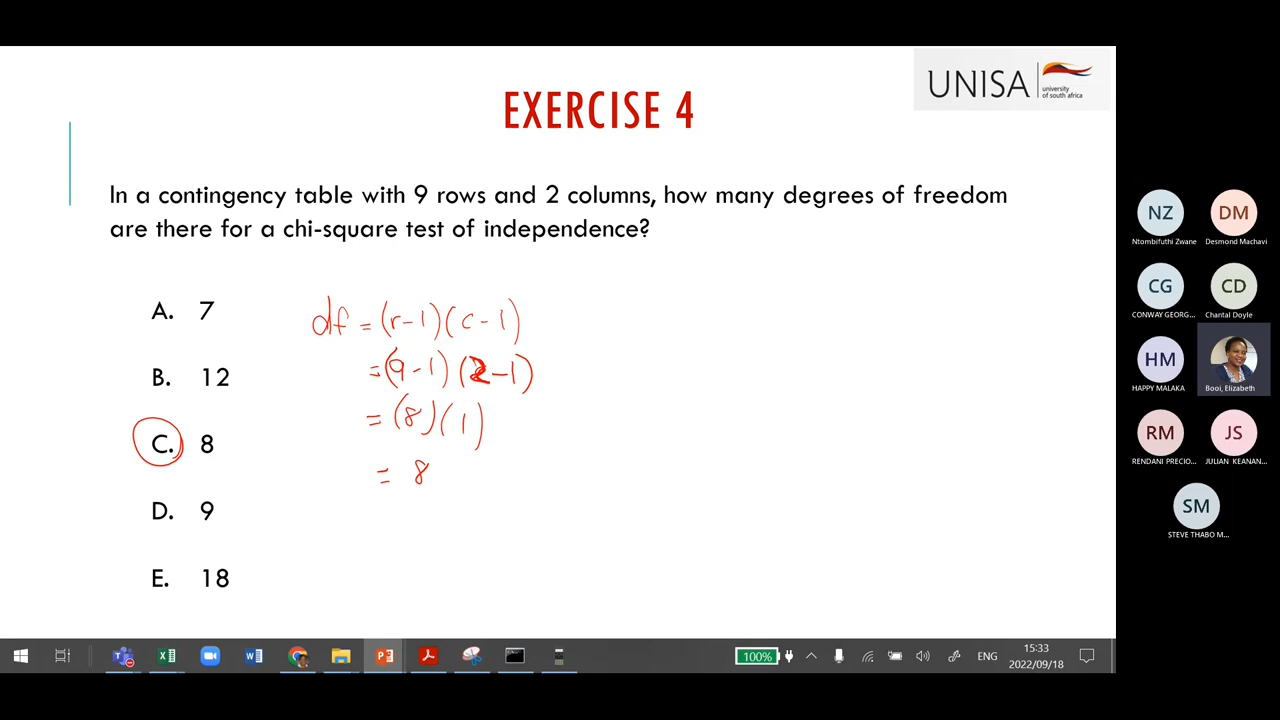 EXERCISE 4
UNISA
university
of south africa
In a contingency table with 9 rows and 2 columns, how many degrees of freedom
are there for a chi-square test of independence?
A. 7
B. 12
C. 8
D. 9
E. 18
df = (r-1)(c-1)
= (9-1)(2-1)
= (8)(1)
= 8
NZ
Ntombifuthi Zwane
DM
Desmond Machavi
CG
CONWAY GEORG...
CD
Chantal Doyle
HM
HAPPY MALAKA
Booi, Elizabeth
RM
RENDANI PRECIO...
JS
JULIAN KEANAN...
SM
STEVE THABO M...
100%
ENG
15:33
2022/09/18